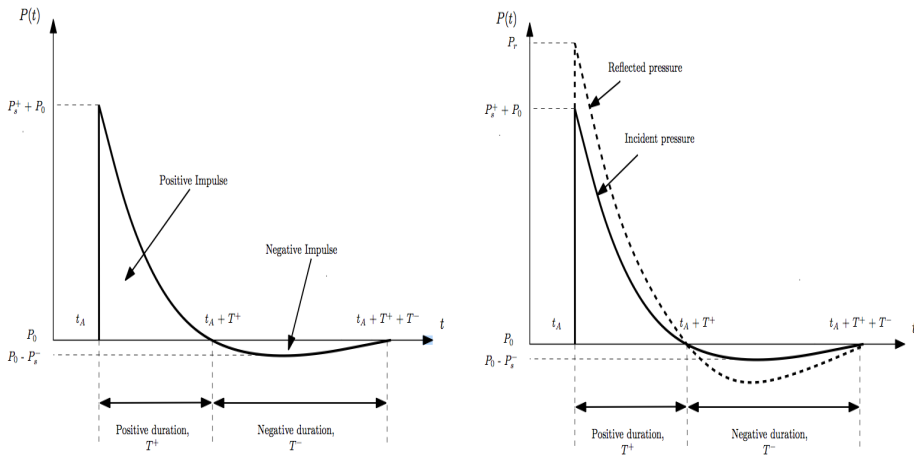 P(t)
P_s^+ + P_0
Positive Impulse
Negative Impulse
t_A
t_A + T^+
t_A + T^+ + T^-
t
P_0
P_0 - P_s^-
Positive duration,
T^+
Negative duration,
T^-
P(t)
P_r
Reflected pressure
P_s^+ + P_0
Incident pressure
t_A
t_A + T^+
t_A + T^+ + T^-
t
P_0
P_0 - P_s^-
Positive duration,
T^+
Negative duration,
T^-